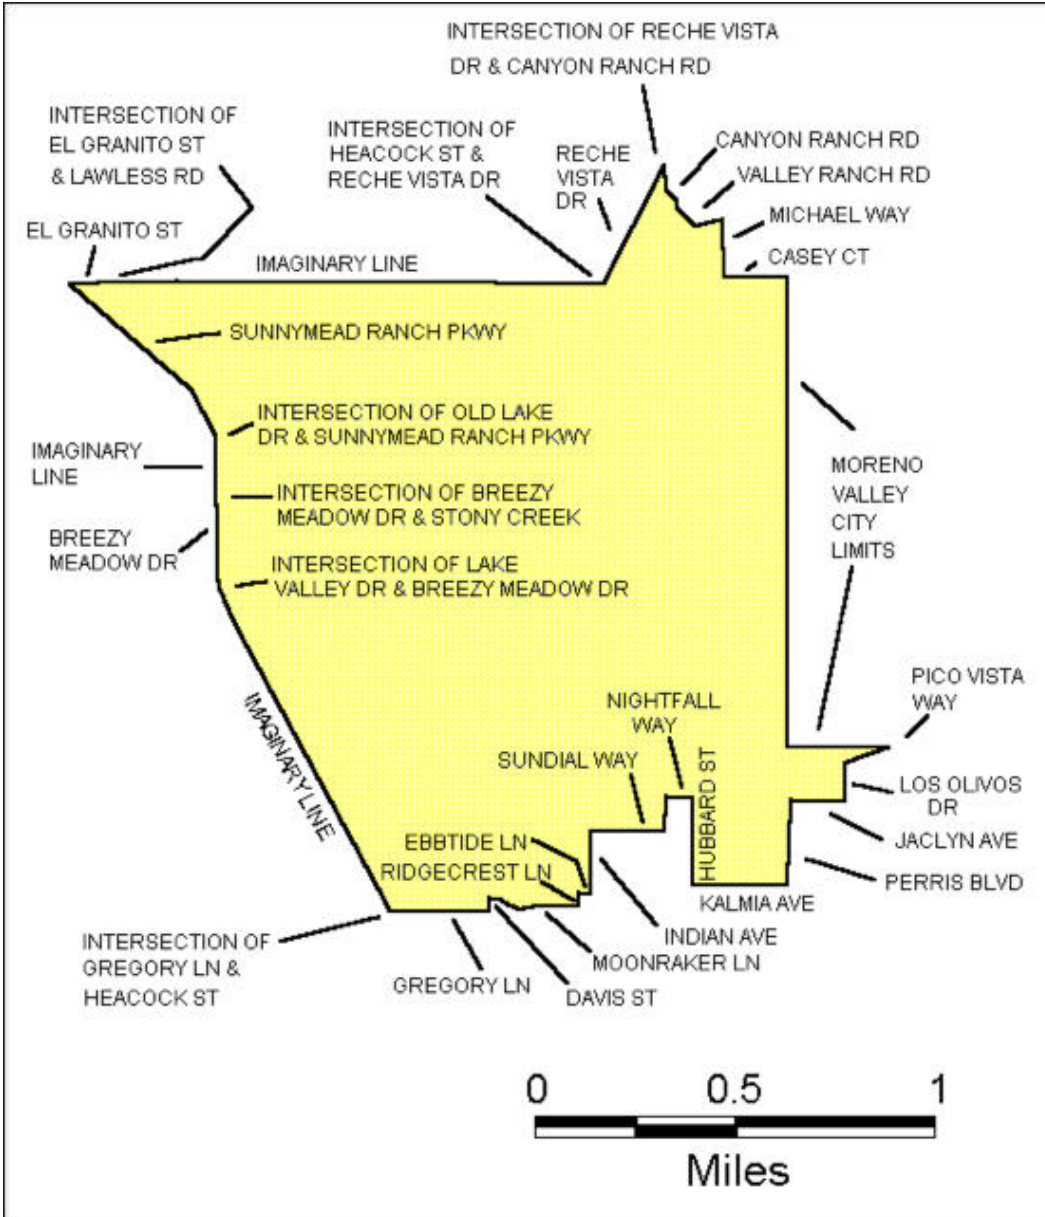 INTERSECTION OF RECHE VISTA
DR & CANYON RANCH RD
INTERSECTION OF
EL GRANITO ST
& LAWLESS RD
INTERSECTION OF
HEACOCK ST &
RECHE VISTA DR
RECHE
VISTA
DR
CANYON RANCH RD
VALLEY RANCH RD
MICHAEL WAY
CASEY CT
EL GRANITO ST
IMAGINARY LINE
SUNNYMEAD RANCH PKWY
INTERSECTION OF OLD LAKE
DR & SUNNYMEAD RANCH PKWY
IMAGINARY
LINE
INTERSECTION OF BREEZY
MEADOW DR & STONY CREEK
BREEZY
MEADOW DR
INTERSECTION OF LAKE
VALLEY DR & BREEZY MEADOW DR
MORENO
VALLEY
CITY
LIMITS
IMAGINARY LINE
NIGHTFALL
WAY
SUNDIAL WAY
HUBBARD ST
PICO VISTA
WAY
LOS OLIVOS
DR
JACLYN AVE
PERRIS BLVD
EBBTIDE LN
RIDGECREST LN
KALMIA AVE
INDIAN AVE
MOONRAKER LN
DAVIS ST
GREGORY LN
INTERSECTION OF
GREGORY LN &
HEACOCK ST
0 0.5 1
Miles